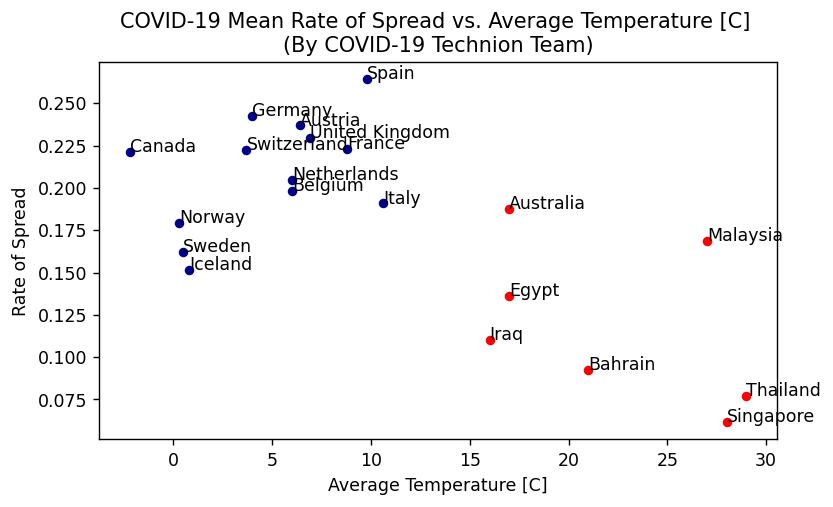 COVID-19 Mean Rate of Spread vs. Average Temperature [C]
(By COVID-19 Technion Team)
Spain
0.250
Germany
Austria
United Kingdom
0.225
Canada
Switzerland
France
0.200
Netherlands
Belgium
Italy
Australia
Norway
0.175
Malaysia
Sweden
Iceland
0.150
Egypt
0.125
Iraq
0.100
Bahrain
Thailand
0.075
Singapore
Rate of Spread
0 5 10 15 20 25 30
Average Temperature [C]